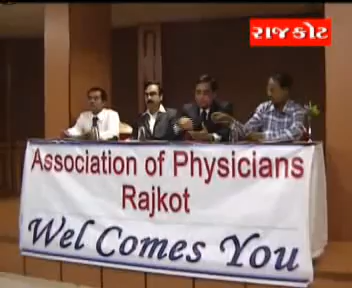 રાજકોટ
Association of Physicians
Rajkot
Wel Comes You